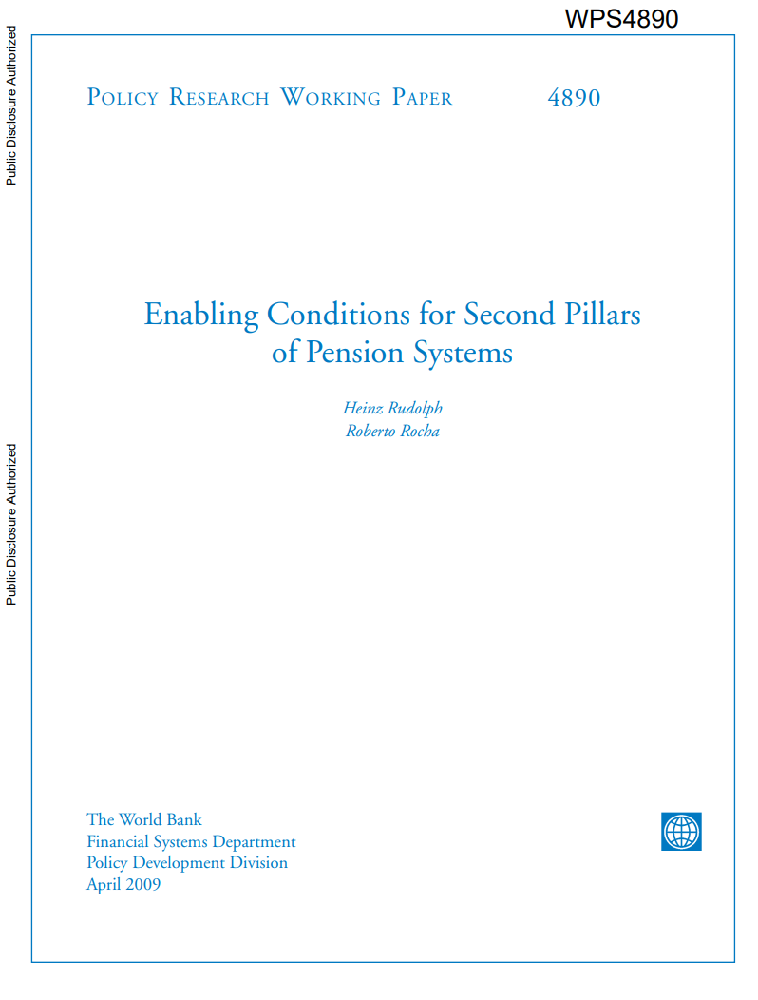 WPS4890
Policy Research Working Paper 4890
Enabling Conditions for Second Pillars
of Pension Systems
Heinz Rudolph
Roberto Rocha
The World Bank
Financial Systems Department
Policy Development Division
April 2009
Public Disclosure Authorized
Public Disclosure Authorized